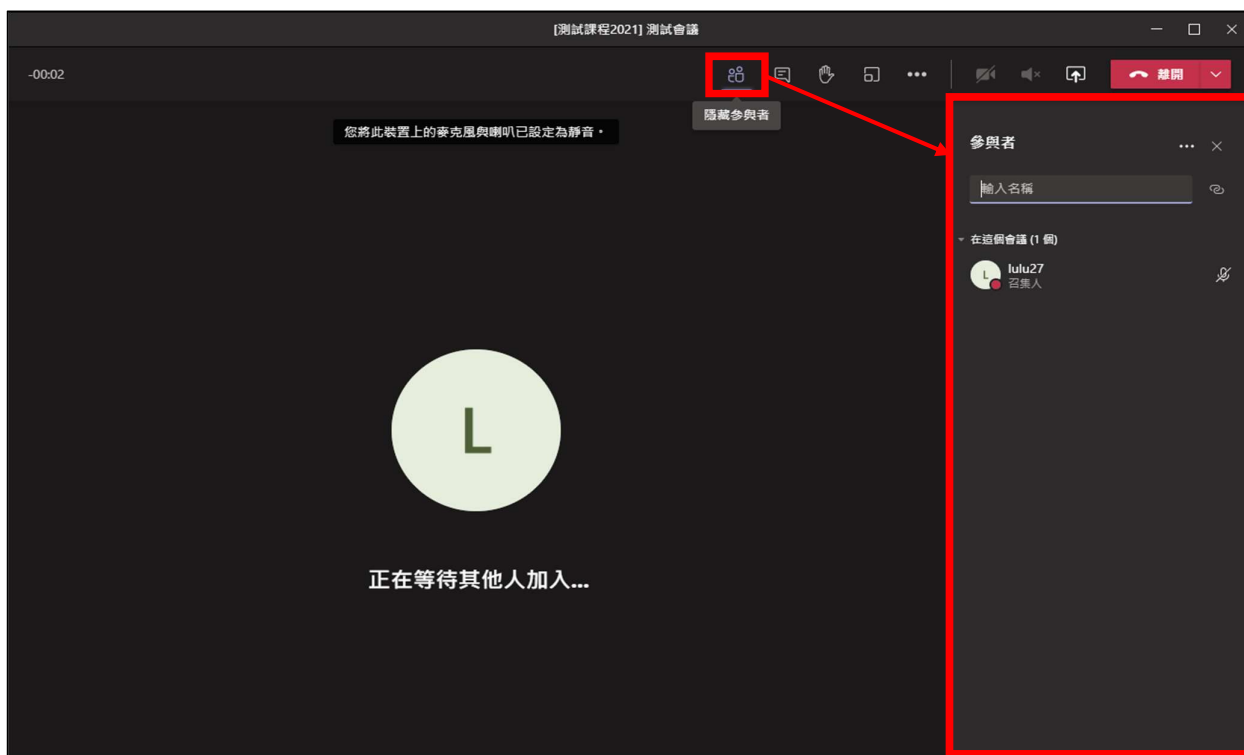 [測試課程2021] 測試會議
-00:02
離開
隱藏參與者
您將此裝置上的麥克風與喇叭已設定為靜音。
參與者
輸入名稱
在這個會議 (1 個)
L
lulu27
召集人
L
正在等待其他人加入...